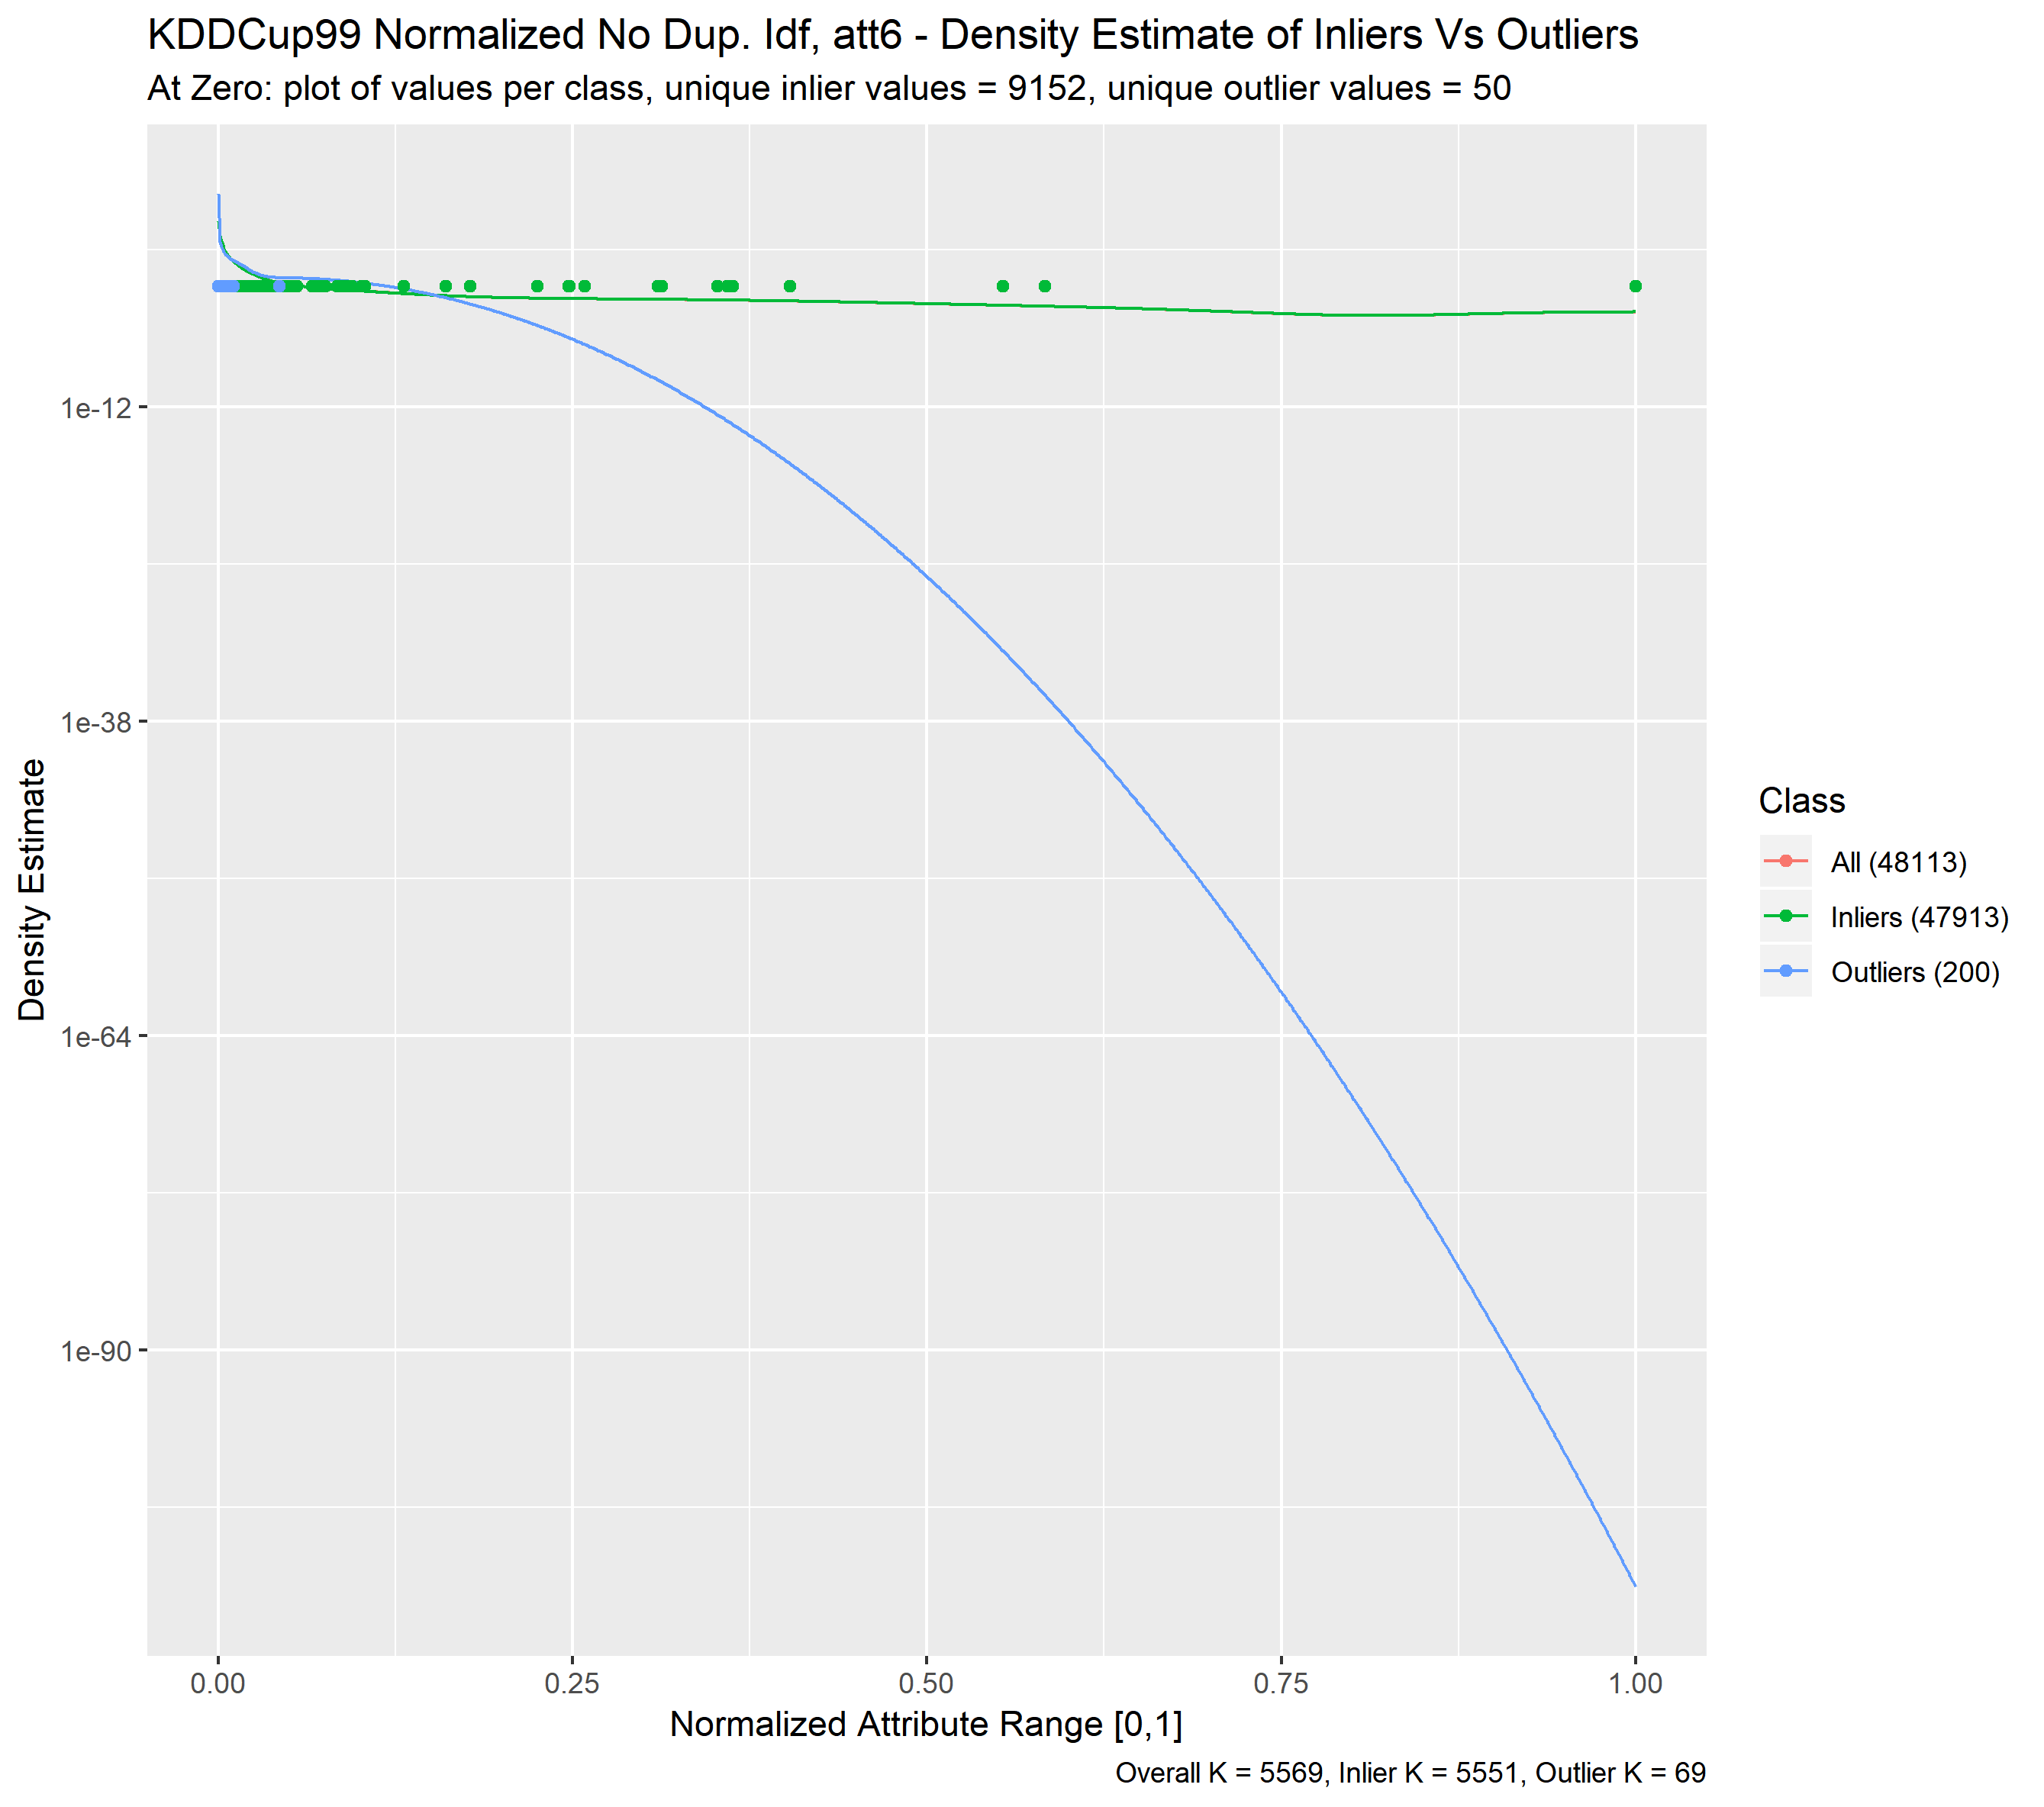 KDDCup99 Normalized No Dup. Idf, att6 - Density Estimate of Inliers Vs Outliers
At Zero: plot of values per class, unique inlier values = 9152, unique outlier values = 50
1e-12
1e-38
1e-64
1e-90
Density Estimate
0.00 0.25 0.50 0.75 1.00
Normalized Attribute Range [0,1]
Overall K = 5569, Inlier K = 5551, Outlier K = 69
Class
All (48113)
Inliers (47913)
Outliers (200)